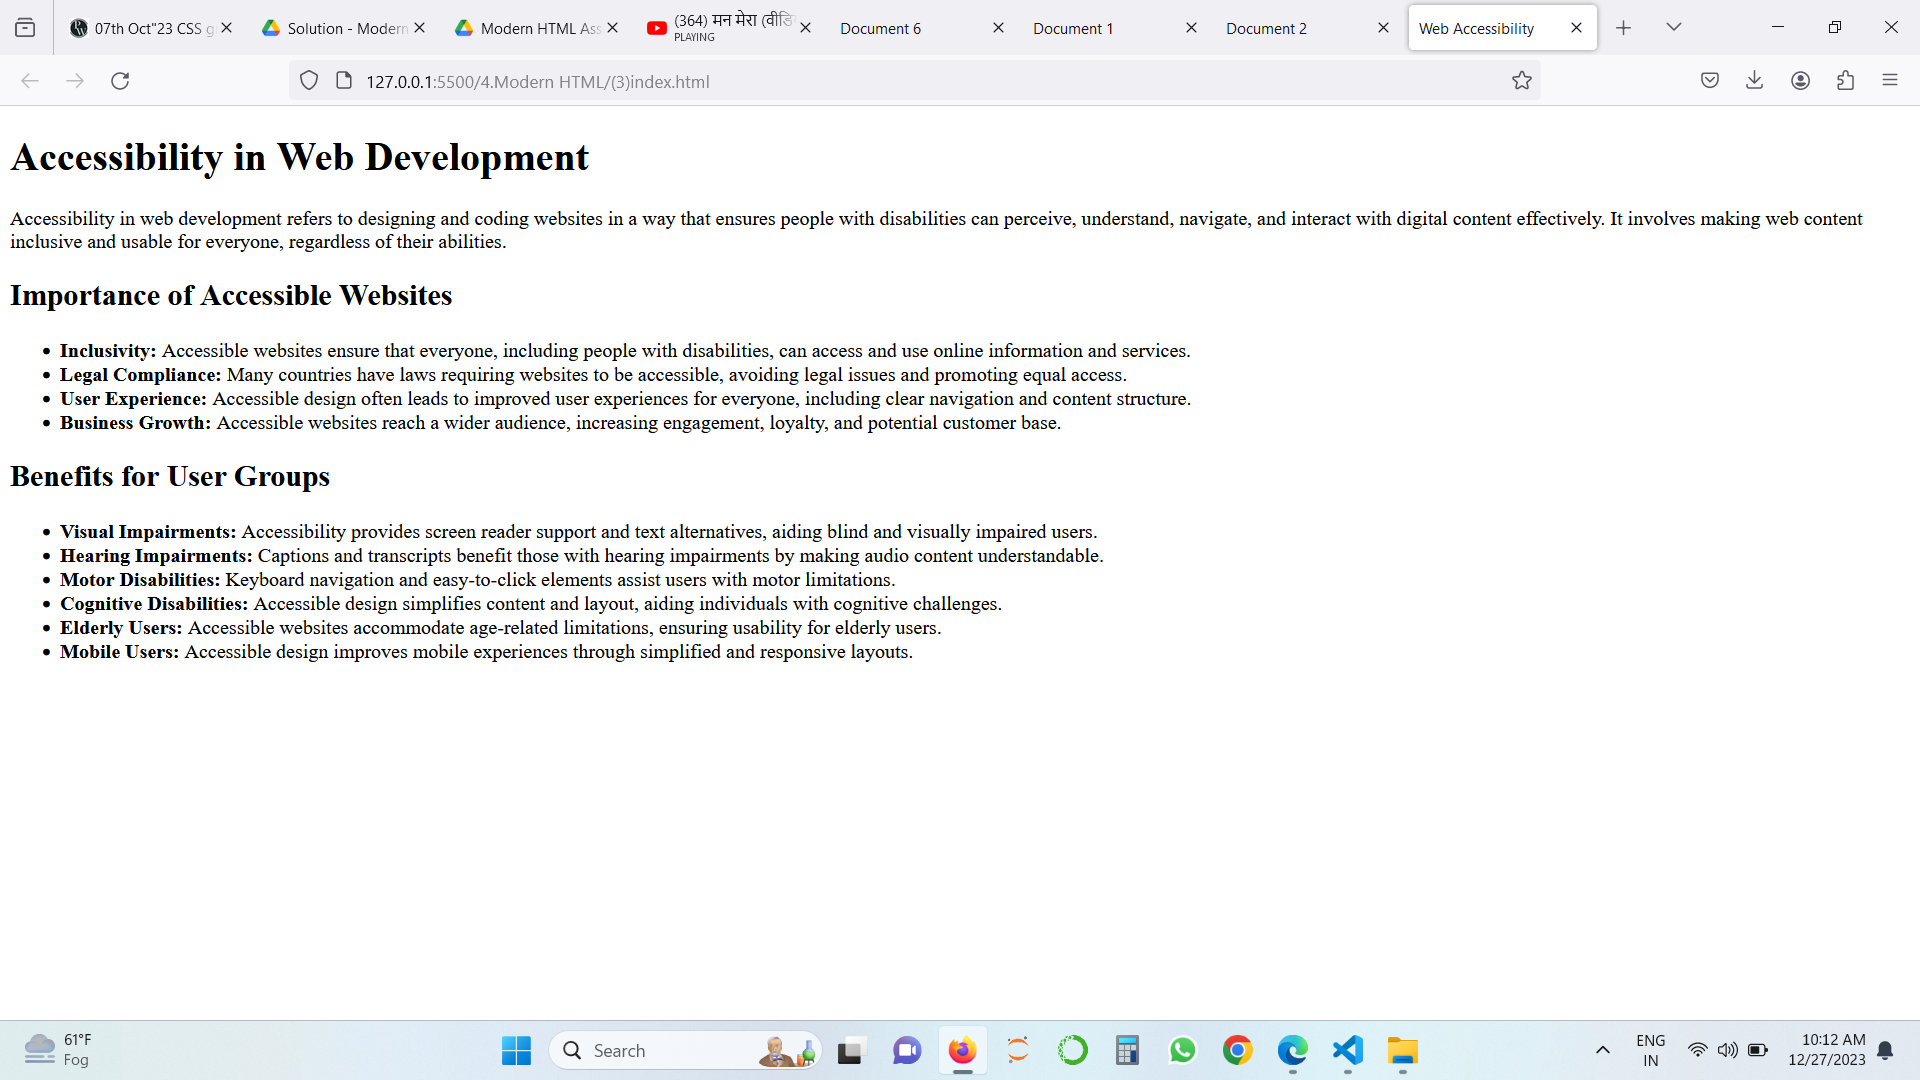 07th Oct"23 CSS g
Solution - Modern
Modern HTML Ass
(364) मन मेरा (वीडि
PLAYING
Document 6
Document 1
Document 2
Web Accessibility
127.0.0.1:5500/4.Modern HTML/(3)index.html
Accessibility in Web Development
Accessibility in web development refers to designing and coding websites in a way that ensures people with disabilities can perceive, understand, navigate, and interact with digital content effectively. It involves making web content
inclusive and usable for everyone, regardless of their abilities.
Importance of Accessible Websites
• Inclusivity: Accessible websites ensure that everyone, including people with disabilities, can access and use online information and services.
• Legal Compliance: Many countries have laws requiring websites to be accessible, avoiding legal issues and promoting equal access.
• User Experience: Accessible design often leads to improved user experiences for everyone, including clear navigation and content structure.
• Business Growth: Accessible websites reach a wider audience, increasing engagement, loyalty, and potential customer base.
Benefits for User Groups
• Visual Impairments: Accessibility provides screen reader support and text alternatives, aiding blind and visually impaired users.
• Hearing Impairments: Captions and transcripts benefit those with hearing impairments by making audio content understandable.
• Motor Disabilities: Keyboard navigation and easy-to-click elements assist users with motor limitations.
• Cognitive Disabilities: Accessible design simplifies content and layout, aiding individuals with cognitive challenges.
• Elderly Users: Accessible websites accommodate age-related limitations, ensuring usability for elderly users.
• Mobile Users: Accessible design improves mobile experiences through simplified and responsive layouts.
61°F
Fog
Search
ENG
IN
10:12 AM
12/27/2023